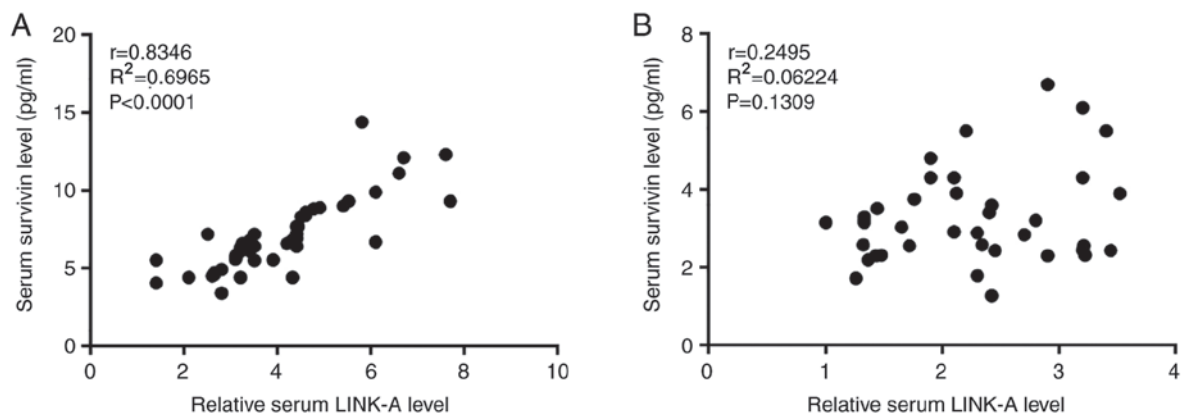 A
r=0.8346
R²=0.6965
P<0.0001
Serum survivin level (pg/ml)
20
15
10
5
0
0 2 4 6 8 10
Relative serum LINK-A level
B
r=0.2495
R²=0.06224
P=0.1309
Serum survivin level (pg/ml)
8
6
4
2
0
0 1 2 3 4
Relative serum LINK-A level